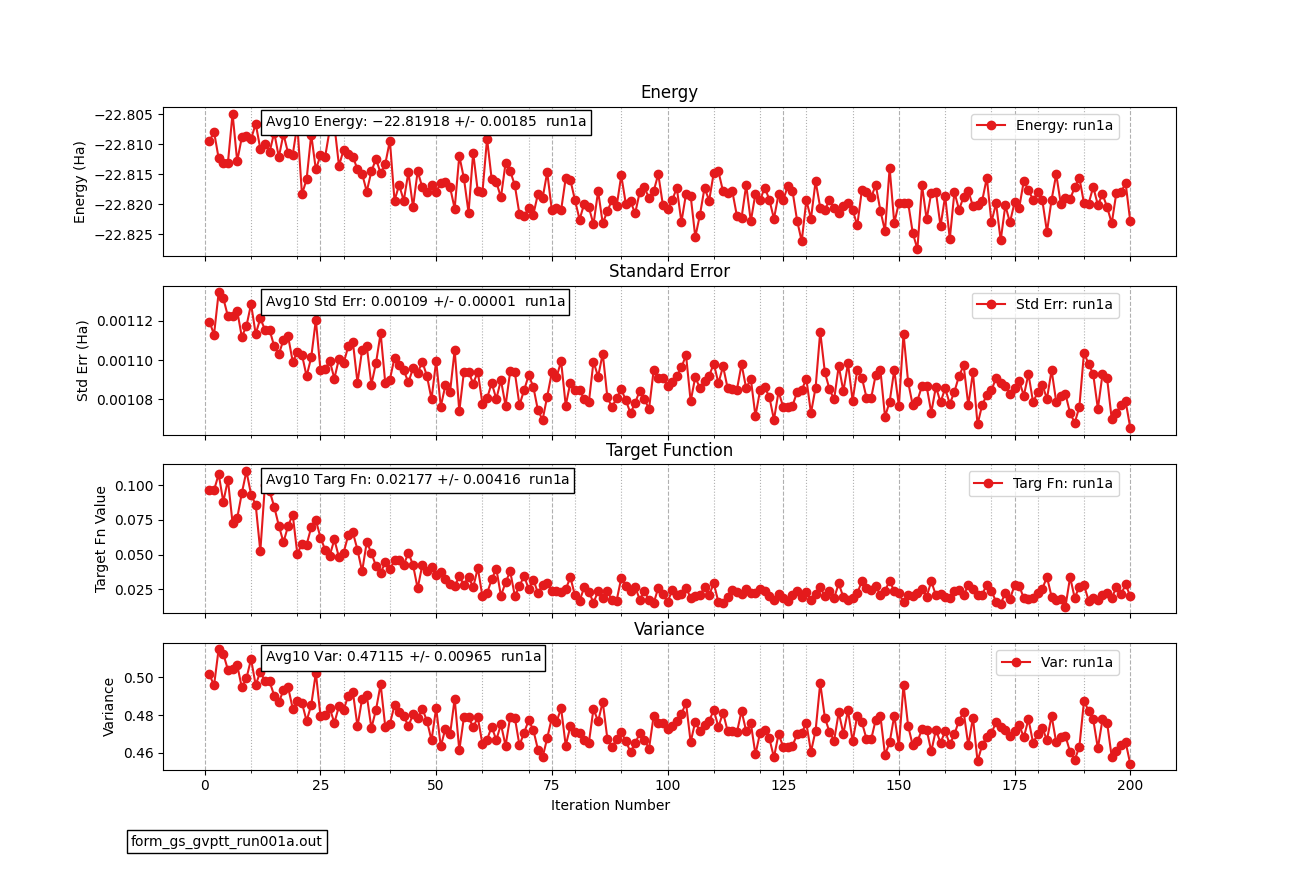 Energy
Energy (Ha)
−22.805
−22.810
−22.815
−22.820
−22.825
Avg10 Energy: −22.81918 +/- 0.00185  run1a
Energy: run1a
Standard Error
Std Err (Ha)
0.00112
0.00110
0.00108
Avg10 Std Err: 0.00109 +/- 0.00001  run1a
Std Err: run1a
Target Function
Target Fn Value
0.100
0.075
0.050
0.025
Avg10 Targ Fn: 0.02177 +/- 0.00416  run1a
Targ Fn: run1a
Variance
Variance
0.50
0.48
0.46
Avg10 Var: 0.47115 +/- 0.00965  run1a
Var: run1a
0 25 50 75 100 125 150 175 200
Iteration Number
form_gs_gvptt_run001a.out